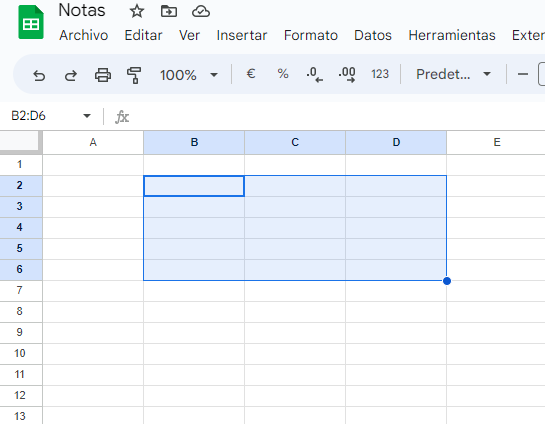 Notas
Archivo Editar Ver Insertar Formato Datos Herramientas Exten
100% € % .0 .00 123 Predet...
B2:D6 fx
A B C D E
1
2
3
4
5
6
7
8
9
10
11
12
13